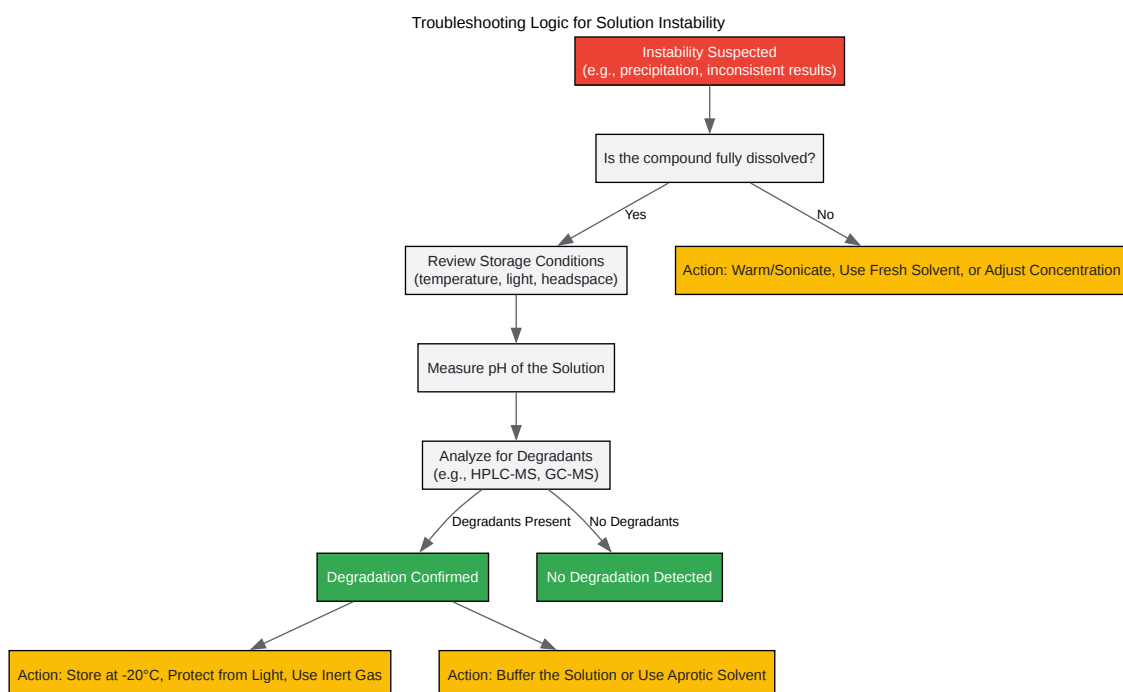 Troubleshooting Logic for Solution Instability
Instability Suspected
(e.g., precipitation, inconsistent results)
Is the compound fully dissolved?
Yes
No
Review Storage Conditions
(temperature, light, headspace)
Action: Warm/Sonicate, Use Fresh Solvent, or Adjust Concentration
Measure pH of the Solution
Analyze for Degradants
(e.g., HPLC-MS, GC-MS)
Degradants Present
No Degradants
Degradation Confirmed
No Degradation Detected
Action: Store at -20°C, Protect from Light, Use Inert Gas
Action: Buffer the Solution or Use Aprotic Solvent